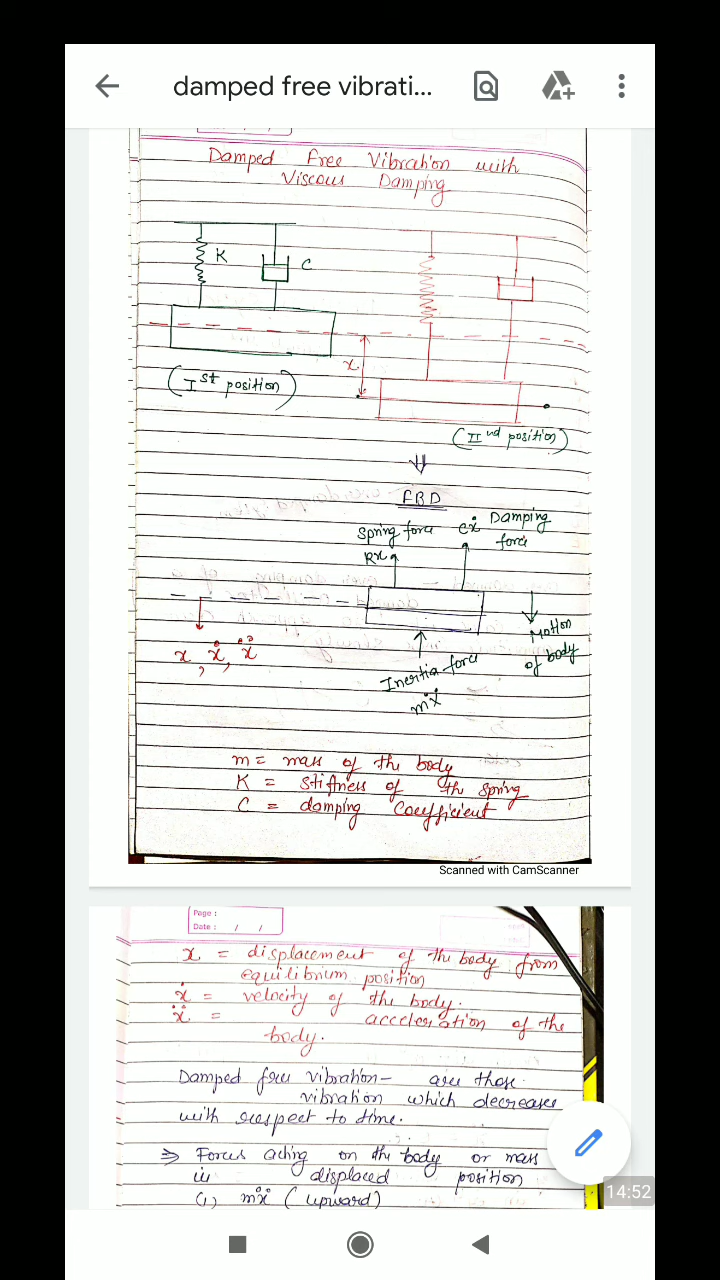 damped free vibrati...
Damped Free Vibration with
Viscous Damping
K
C
x
(Ist position)
(IInd position)
FBD
Spring force
Kx
cẋ Damping
force
Motion
of body
x, ẋ, ẍ
Inertia force
mẍ
m = mass of the body
K = stiffness of the spring
C = damping coefficient
Scanned with CamScanner
Page :
Date : / /
x = displacement of the body from
equilibrium position
ẋ = velocity of the body.
ẍ = acceleration of the
body.
Damped free vibration - are those
vibration which decreases
with respect to time.
⇒ Forces acting on the body or mass
in displaced position
(1) mẍ (upward)
14:52